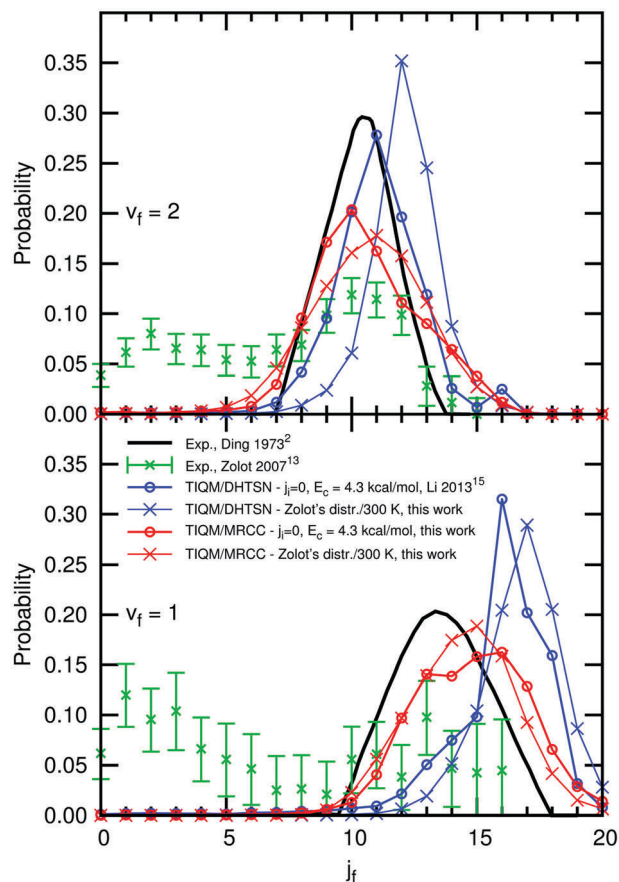 0.35
0.30
0.25
0.20
0.15
0.10
0.05
0.00
Probability
v_f = 2
Exp., Ding 1973²
Exp., Zolot 2007¹³
TIQM/DHTSN - j_i=0, E_c = 4.3 kcal/mol, Li 2013¹⁵
TIQM/DHTSN - Zolot's distr./300 K, this work
TIQM/MRCC - j_i=0, E_c = 4.3 kcal/mol, this work
TIQM/MRCC - Zolot's distr./300 K, this work
0.35
0.30
0.25
0.20
0.15
0.10
0.05
0.00
Probability
v_f = 1
0 5 10 15 20
j_f